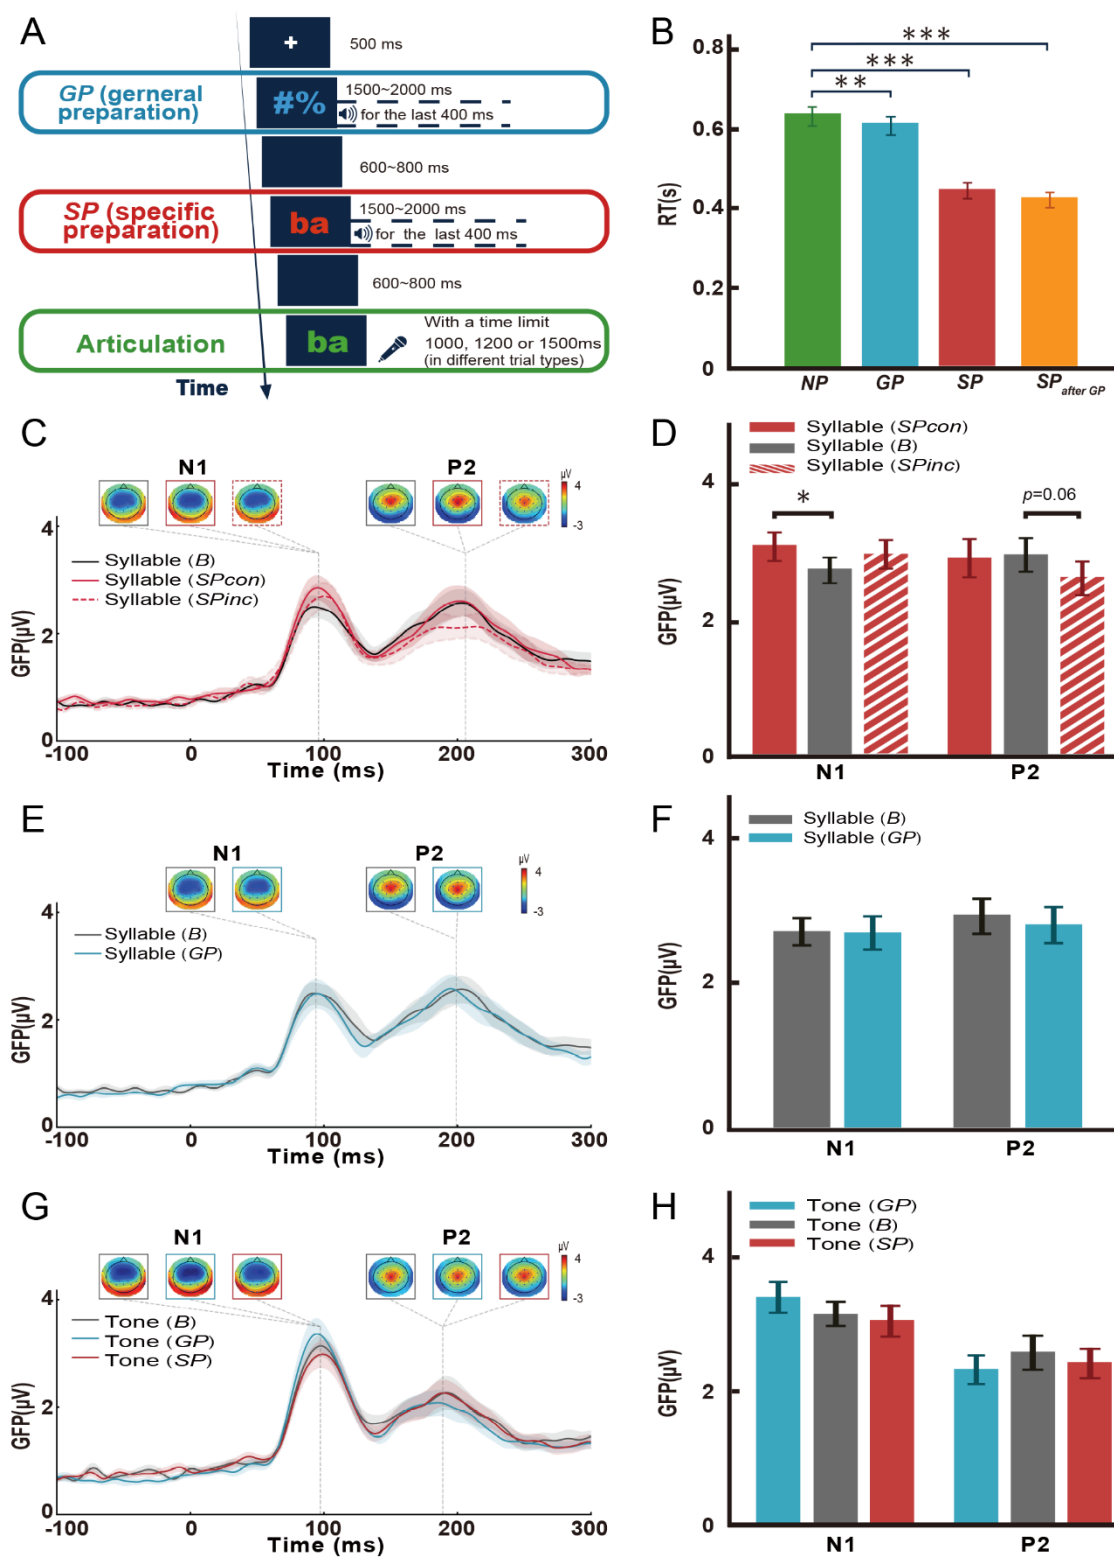 A
+
500 ms
GP (gerneral
preparation)
#%
1500~2000 ms
for the last 400 ms
600~800 ms
SP (specific
preparation)
ba
1500~2000 ms
for the last 400 ms
600~800 ms
Articulation
ba
With a time limit
1000, 1200 or 1500ms
(in different trial types)
Time
B
0.8
0.6
0.4
0.2
0
RT(s)
**
***
***
NP
GP
SP
SP after GP
C
N1
P2
μV
4
-3
Syllable (B)
Syllable (SPcon)
Syllable (SPinc)
4
2
0
GFP(μV)
-100
0
100
200
300
Time (ms)
D
Syllable (SPcon)
Syllable (B)
Syllable (SPinc)
*
p=0.06
4
2
0
GFP(μV)
N1
P2
E
N1
P2
μV
4
-3
Syllable (B)
Syllable (GP)
4
2
0
GFP(μV)
-100
0
100
200
300
Time (ms)
F
Syllable (B)
Syllable (GP)
4
2
0
GFP(μV)
N1
P2
G
N1
P2
μV
4
-3
Tone (B)
Tone (GP)
Tone (SP)
4
2
0
GFP(μV)
-100
0
100
200
300
Time (ms)
H
Tone (GP)
Tone (B)
Tone (SP)
4
2
0
GFP(μV)
N1
P2